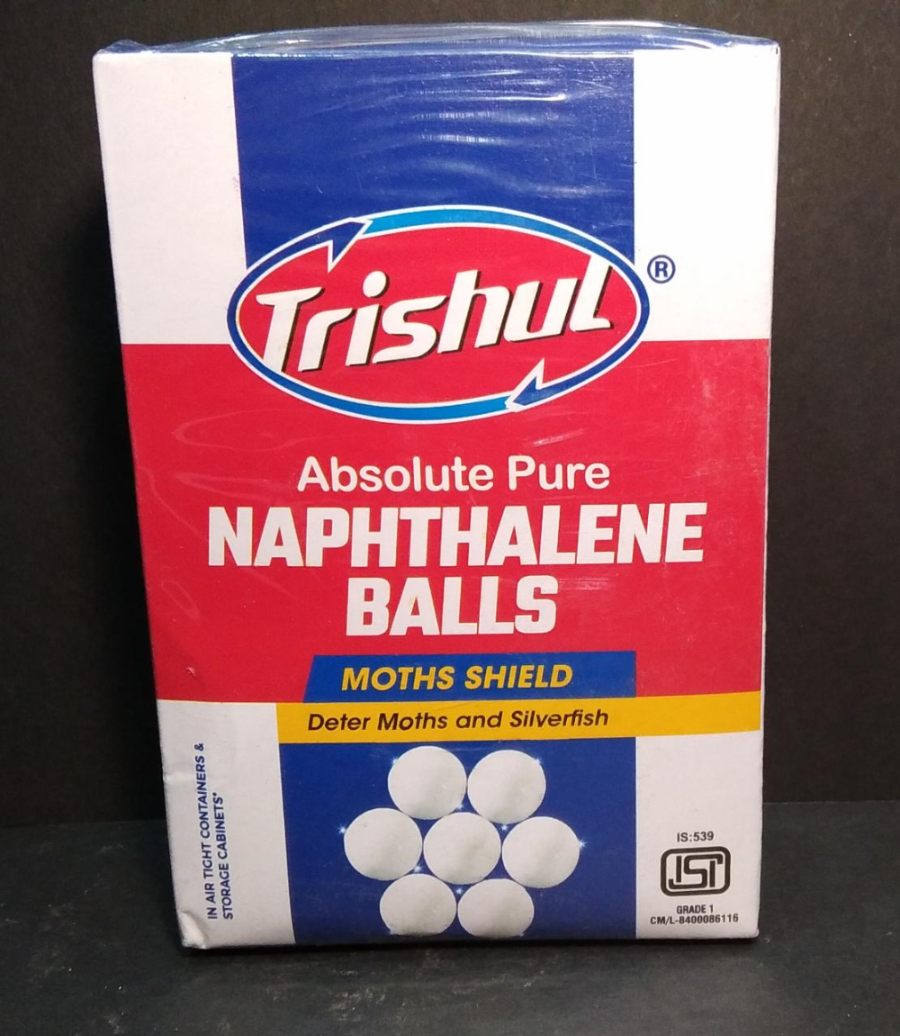 Trishul®
Absolute Pure
NAPHTHALENE
BALLS
MOTHS SHIELD
Deter Moths and Silverfish
IN AIR TIGHT CONTAINERS &
STORAGE CABINETS*
IS:539
ISI
GRADE 1
CM/L-8400086116